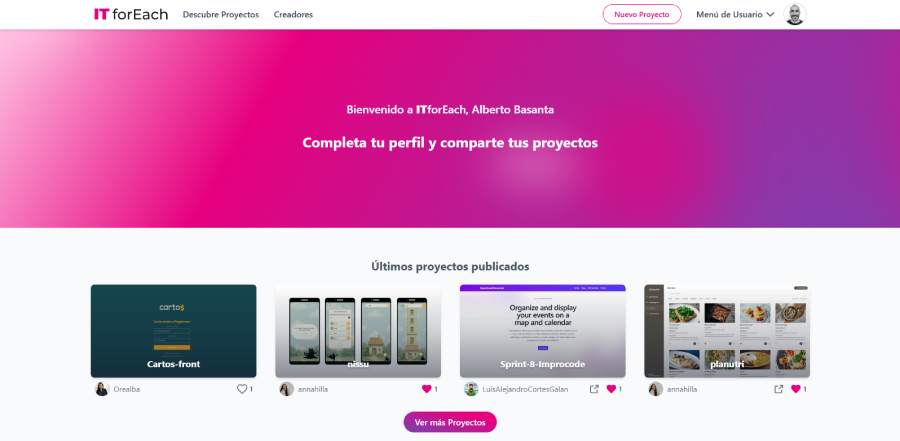 IT forEach
Descubre Proyectos
Creadores
Nuevo Proyecto
Menú de Usuario
Bienvenido a ITforEach, Alberto Basanta
Completa tu perfil y comparte tus proyectos
Últimos proyectos publicados
cartos
Cartos-front
nissu
Organize and display
your events on a
map and calendar
Sprint-8-Improcode
planutri
Orealba
1
annahilla
1
LuisAlejandroCortesGalan
1
annahilla
1
Ver más Proyectos